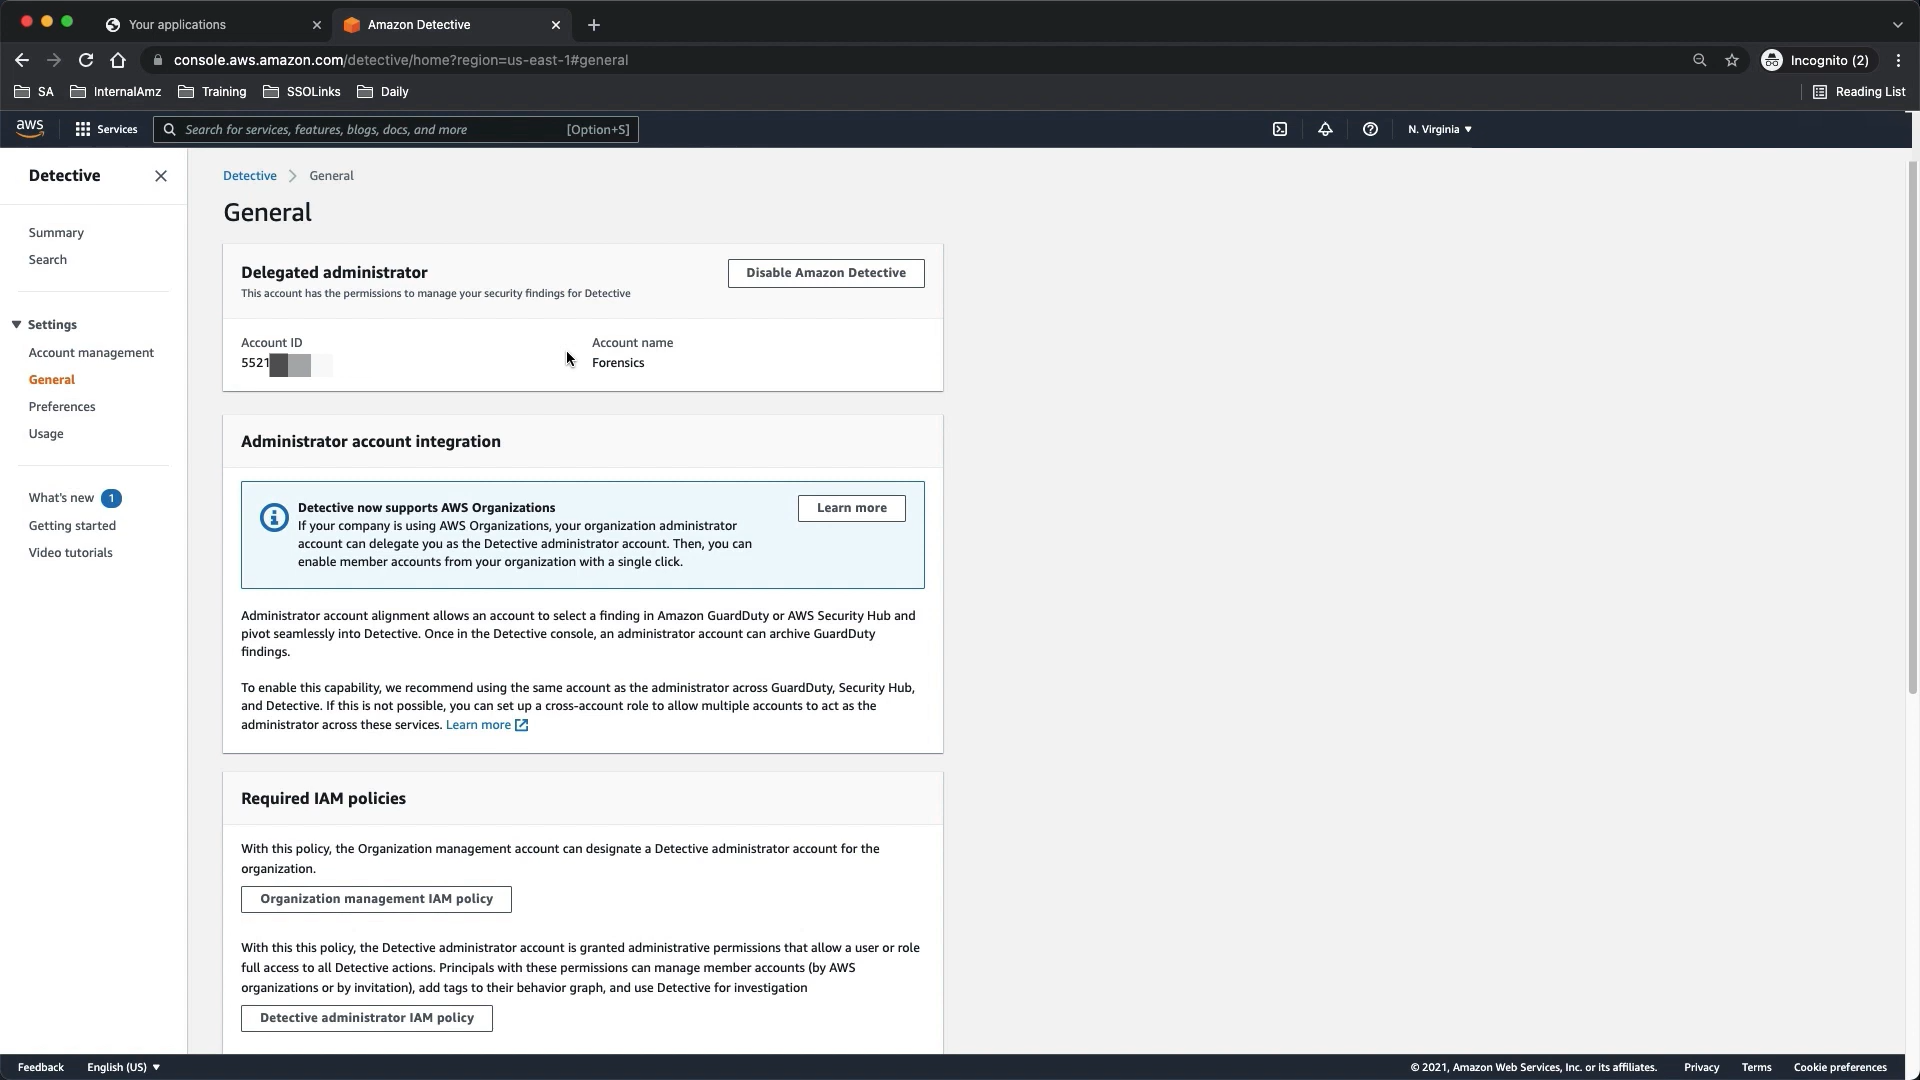 Your applications
Amazon Detective
console.aws.amazon.com/detective/home?region=us-east-1#general
Incognito (2)
SA
InternalAmz
Training
SSOLinks
Daily
Reading List
aws
Services
Search for services, features, blogs, docs, and more
[Option+S]
N. Virginia
Detective
Summary
Search
Settings
Account management
General
Preferences
Usage
What's new 1
Getting started
Video tutorials
Detective
General
General
Delegated administrator
This account has the permissions to manage your security findings for Detective
Disable Amazon Detective
Account ID
5521
Account name
Forensics
Administrator account integration
Detective now supports AWS Organizations
If your company is using AWS Organizations, your organization administrator
account can delegate you as the Detective administrator account. Then, you can
enable member accounts from your organization with a single click.
Learn more
Administrator account alignment allows an account to select a finding in Amazon GuardDuty or AWS Security Hub and
pivot seamlessly into Detective. Once in the Detective console, an administrator account can archive GuardDuty
findings.
To enable this capability, we recommend using the same account as the administrator across GuardDuty, Security Hub,
and Detective. If this is not possible, you can set up a cross-account role to allow multiple accounts to act as the
administrator across these services. Learn more
Required IAM policies
With this policy, the Organization management account can designate a Detective administrator account for the
organization.
Organization management IAM policy
With this this policy, the Detective administrator account is granted administrative permissions that allow a user or role
full access to all Detective actions. Principals with these permissions can manage member accounts (by AWS
organizations or by invitation), add tags to their behavior graph, and use Detective for investigation
Detective administrator IAM policy
Feedback
English (US)
© 2021, Amazon Web Services, Inc. or its affiliates.
Privacy
Terms
Cookie preferences